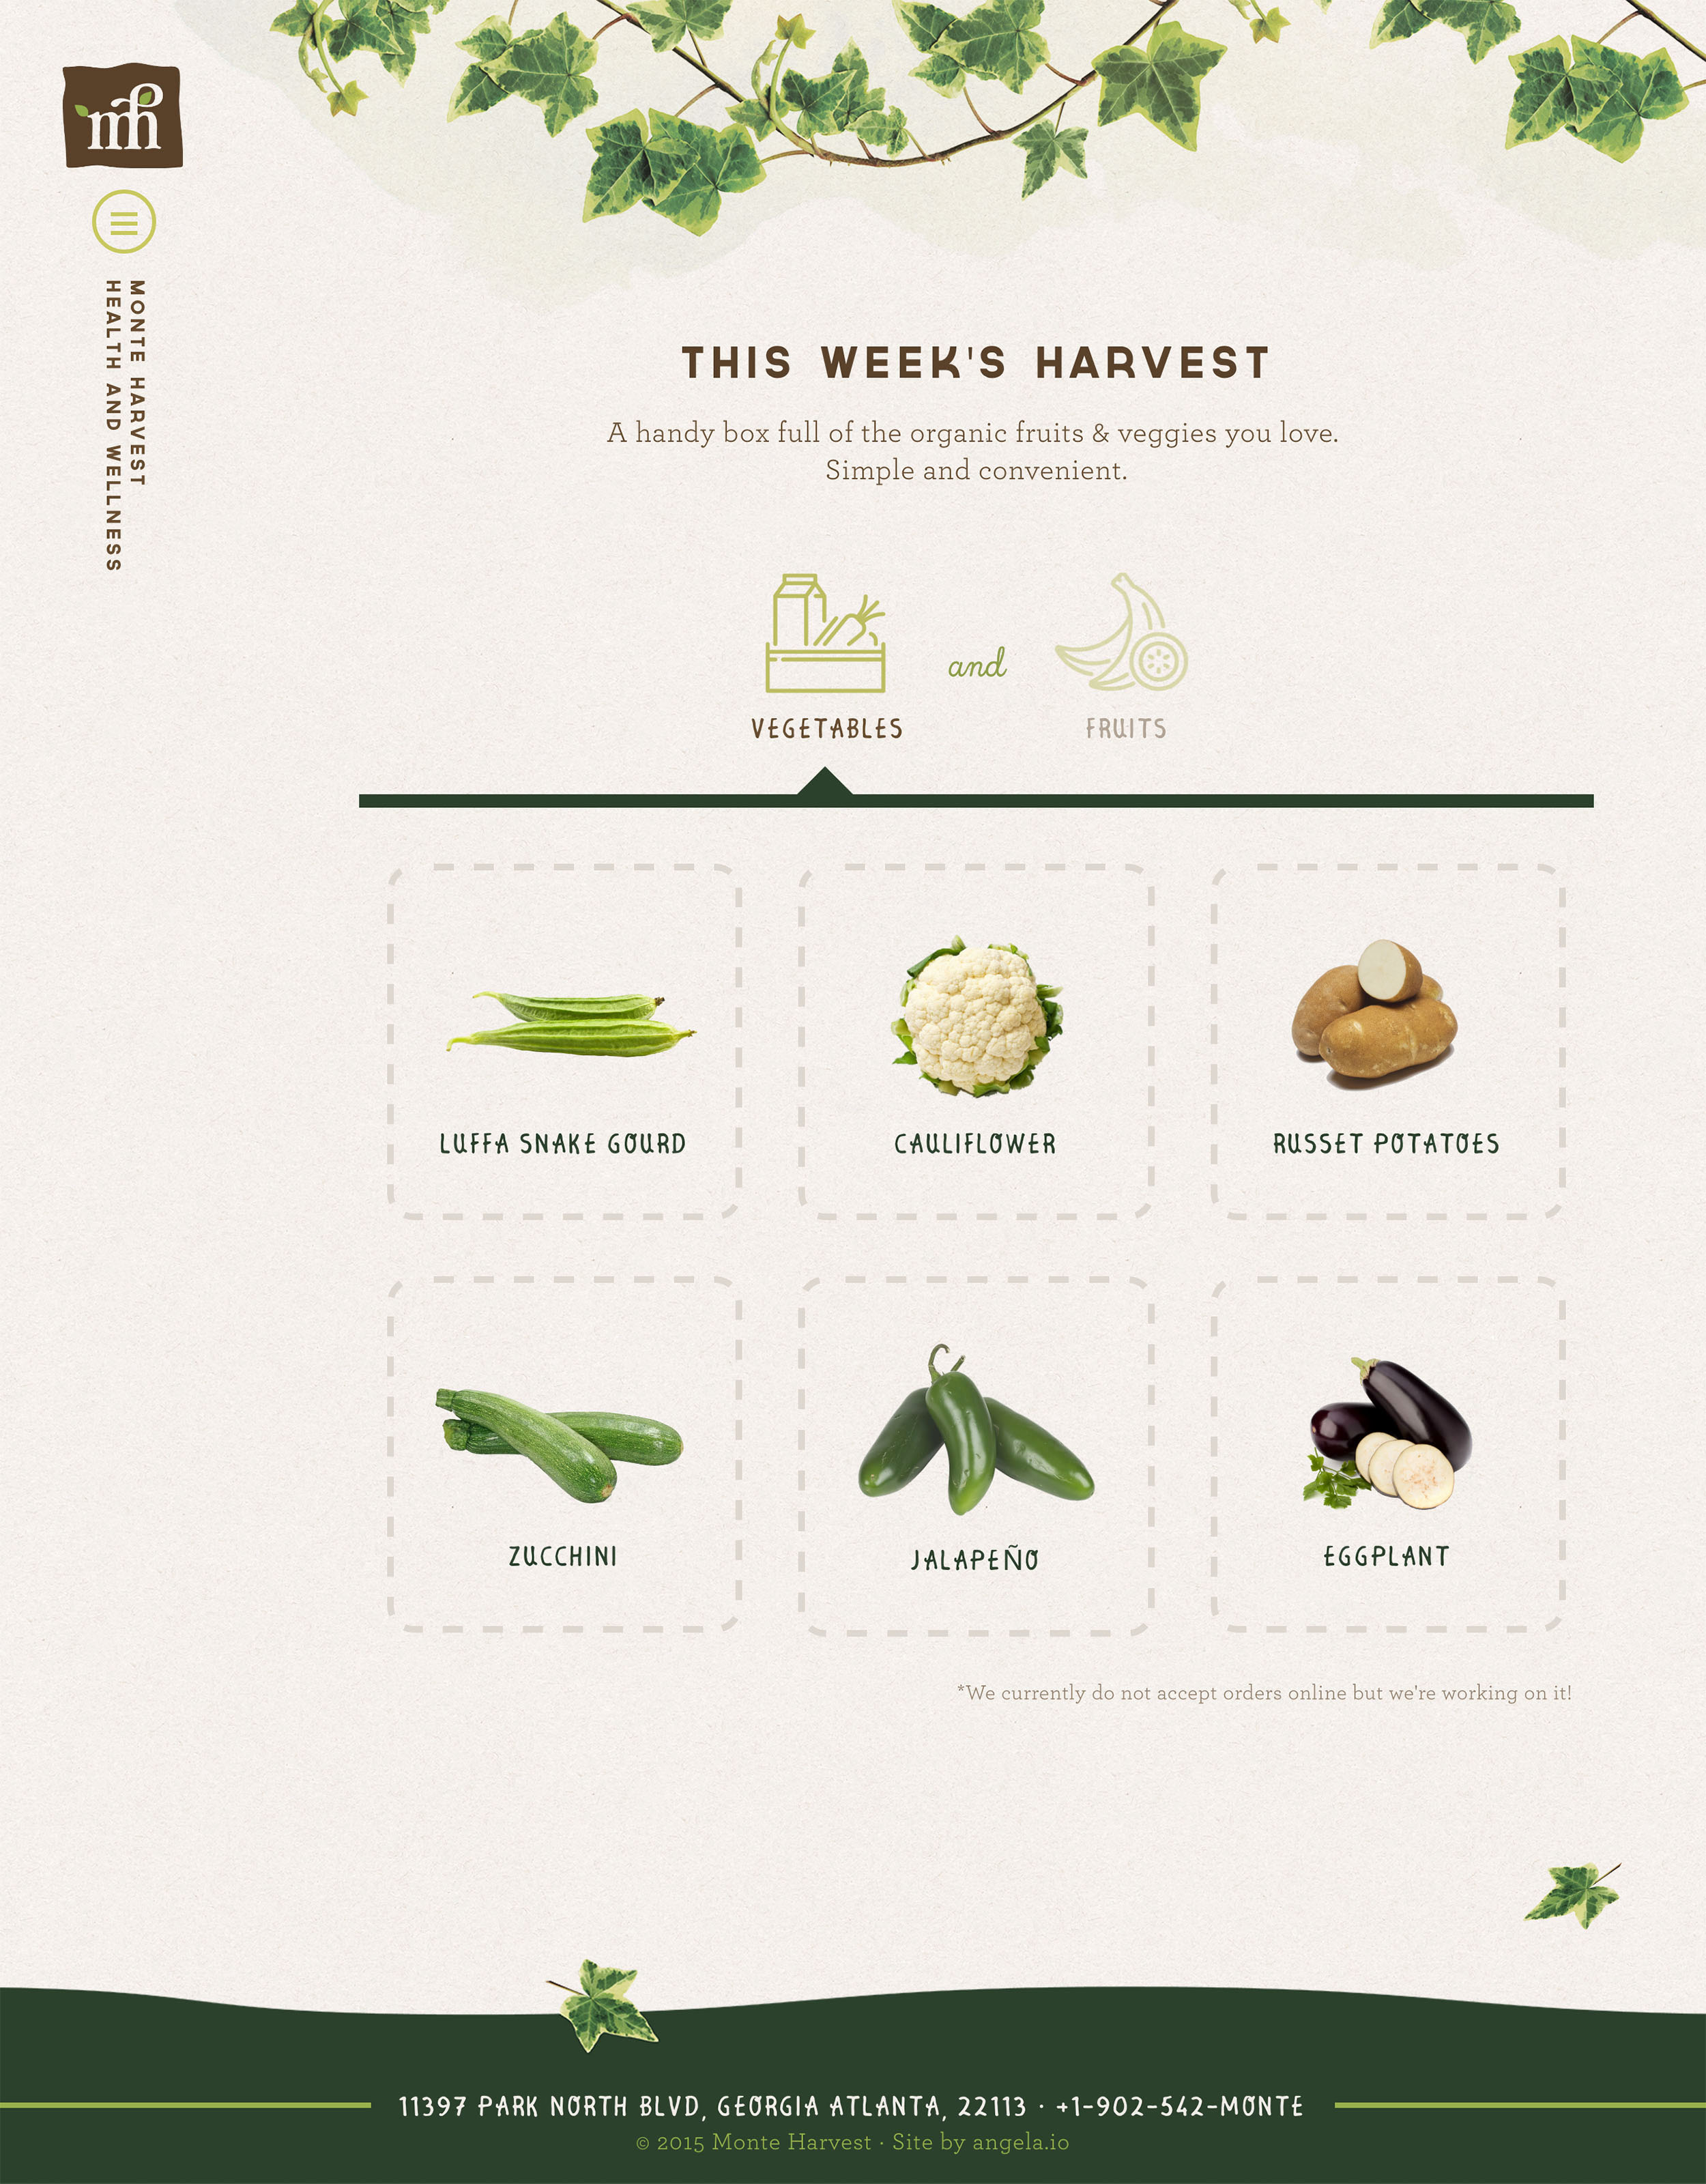 mh
MONTE HARVEST
HEALTH AND WELLNESS
THIS WEEK'S HARVEST
A handy box full of the organic fruits & veggies you love.
Simple and convenient.
and
VEGETABLES
FRUITS
LUFFA SNAKE GOURD
CAULIFLOWER
RUSSET POTATOES
ZUCCHINI
JALAPEÑO
EGGPLANT
*We currently do not accept orders online but we're working on it!
11397 PARK NORTH BLVD, GEORGIA ATLANTA, 22113 · +1-902-542-MONTE
© 2015 Monte Harvest · Site by angela.io